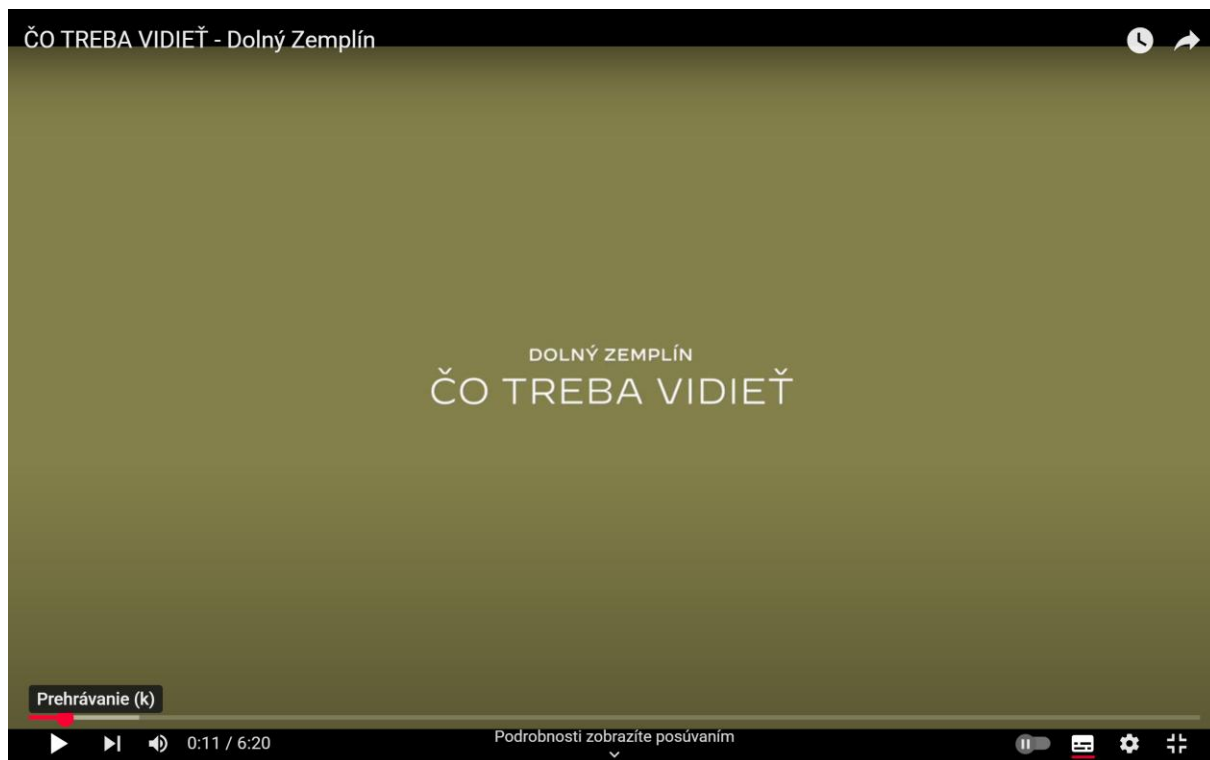 ČO TREBA VIDIEŤ - Dolný Zemplín
DOLNÝ ZEMPLÍN
ČO TREBA VIDIEŤ
Prehrávanie (k)
0:11 / 6:20
Podrobnosti zobrazíte posúvaním